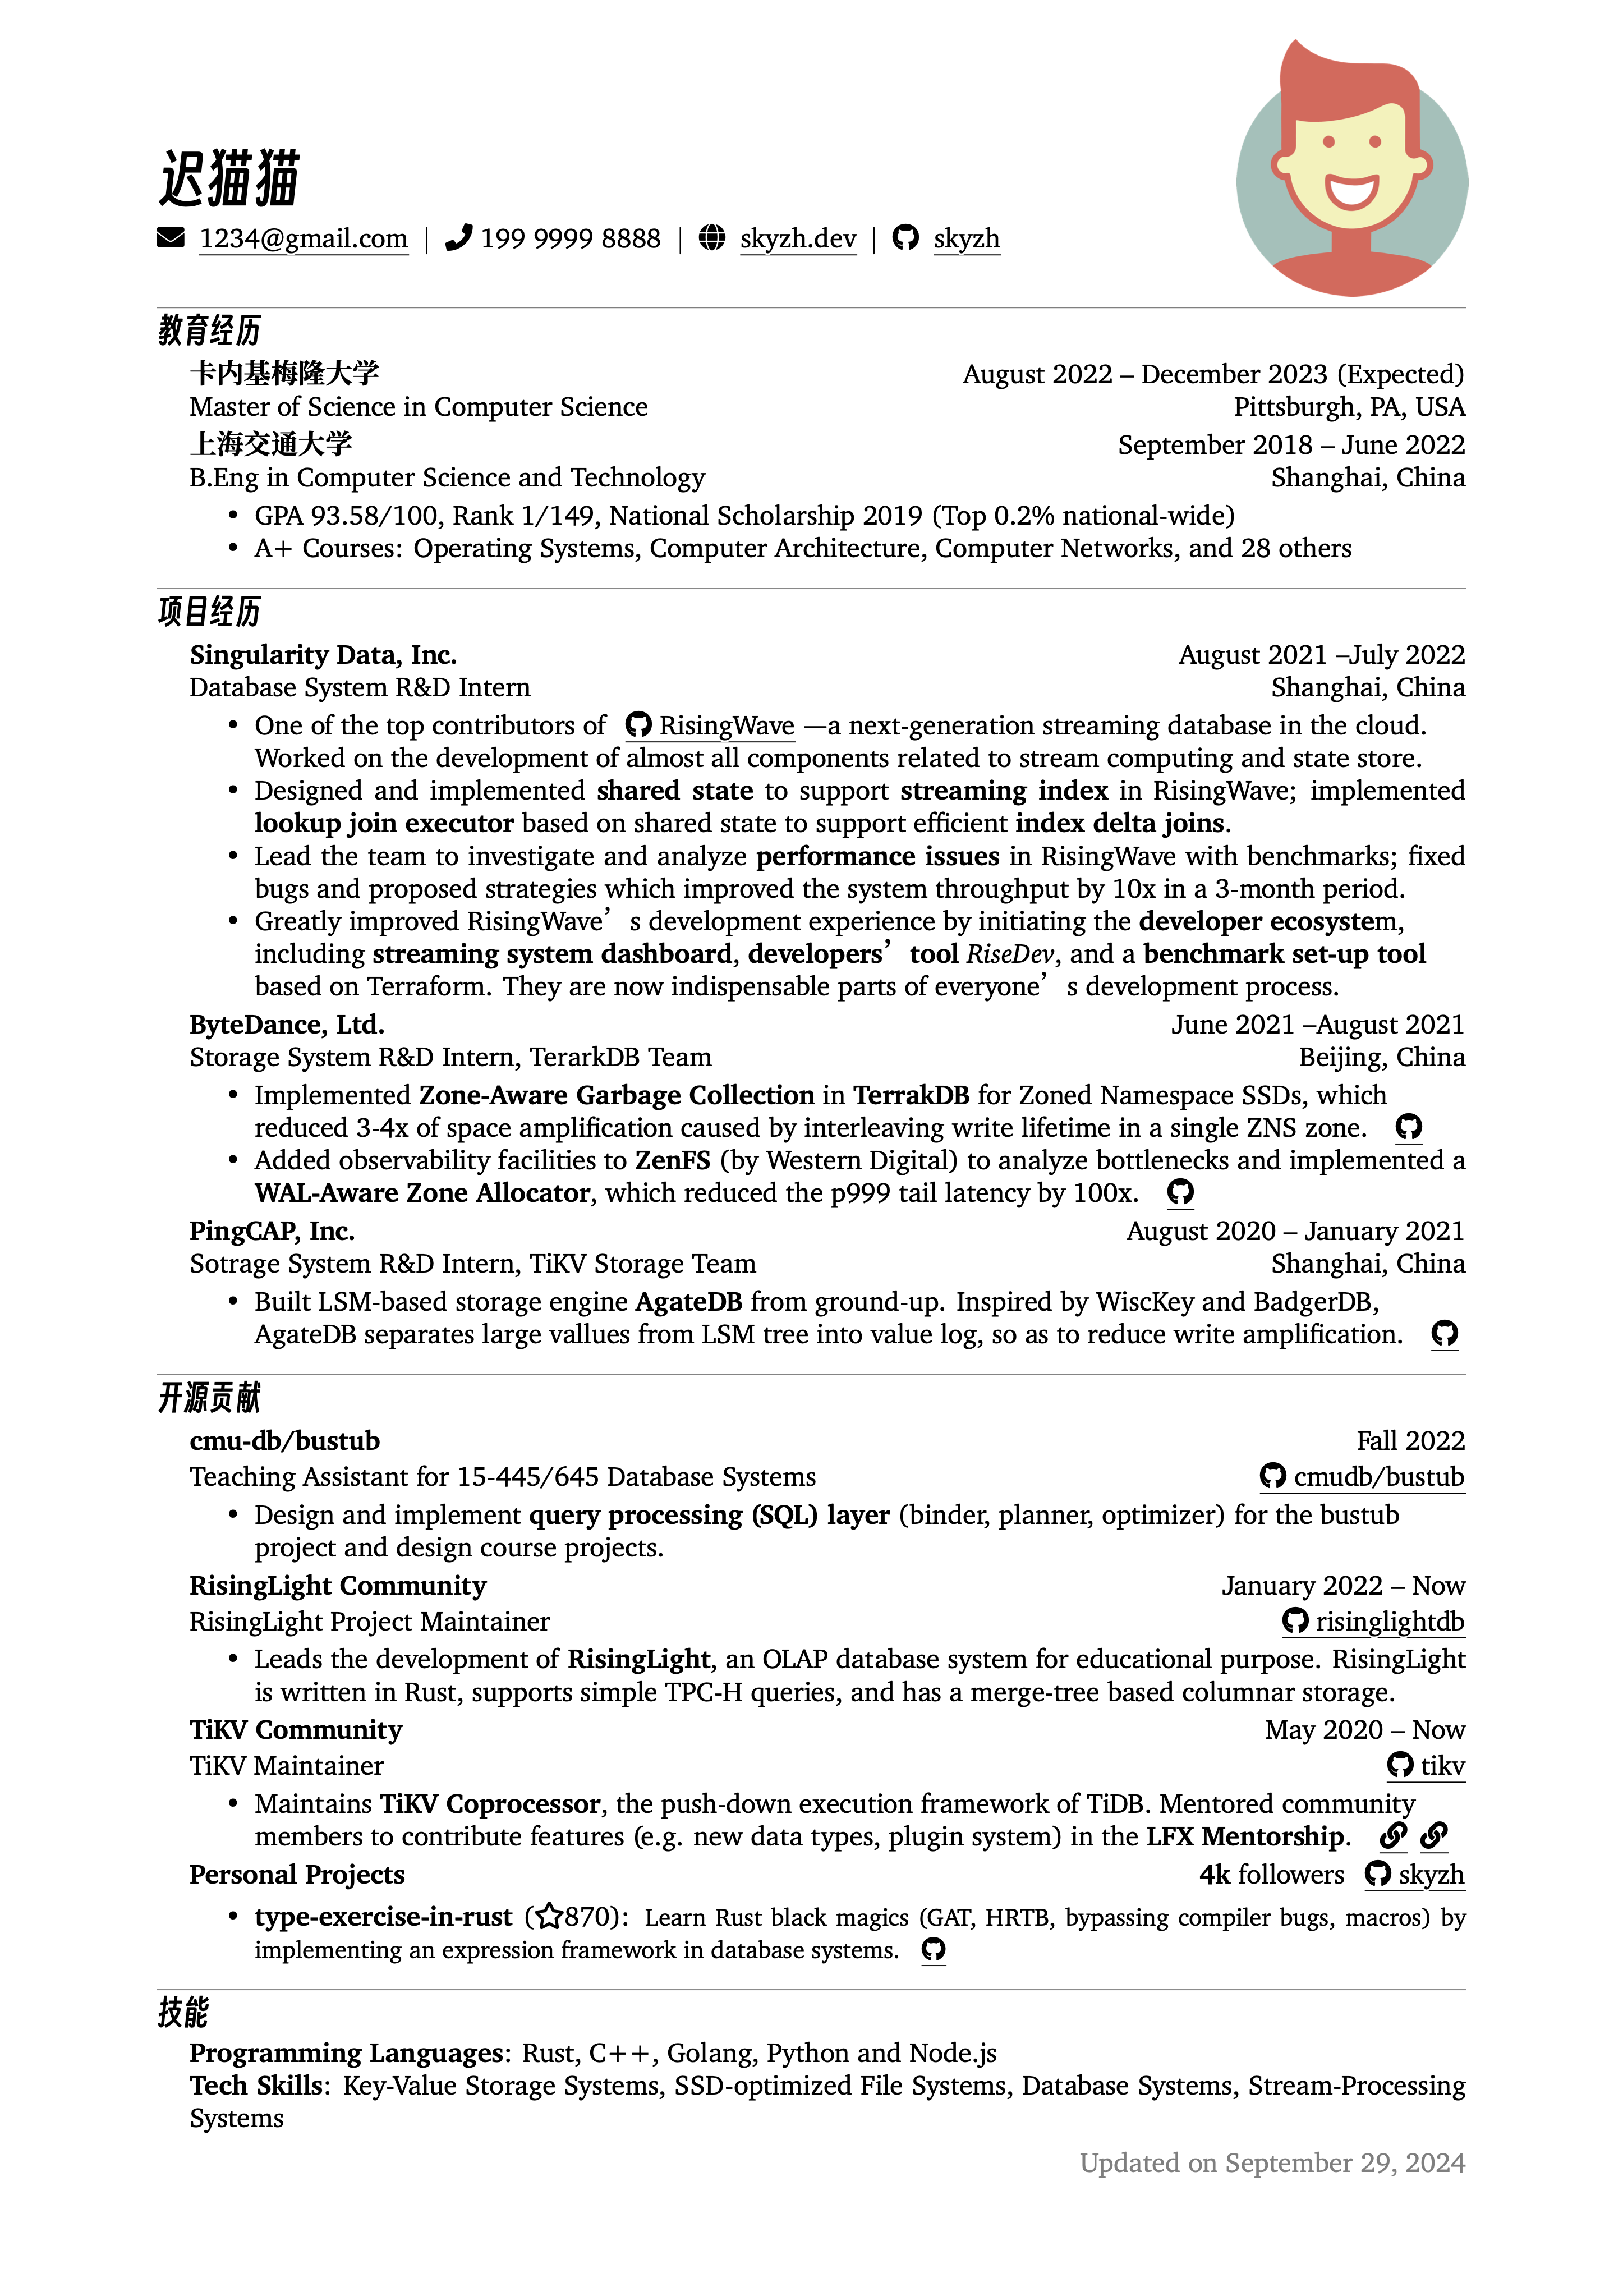 迟猫猫
1234@gmail.com | 199 9999 8888 | skyzh.dev | skyzh
教育经历
卡内基梅隆大学 August 2022 – December 2023 (Expected)
Master of Science in Computer Science Pittsburgh, PA, USA
上海交通大学 September 2018 – June 2022
B.Eng in Computer Science and Technology Shanghai, China
• GPA 93.58/100, Rank 1/149, National Scholarship 2019 (Top 0.2% national-wide)
• A+ Courses: Operating Systems, Computer Architecture, Computer Networks, and 28 others
项目经历
Singularity Data, Inc. August 2021 –July 2022
Database System R&D Intern Shanghai, China
• One of the top contributors of RisingWave —a next-generation streaming database in the cloud.
Worked on the development of almost all components related to stream computing and state store.
• Designed and implemented shared state to support streaming index in RisingWave; implemented
lookup join executor based on shared state to support efficient index delta joins.
• Lead the team to investigate and analyze performance issues in RisingWave with benchmarks; fixed
bugs and proposed strategies which improved the system throughput by 10x in a 3-month period.
• Greatly improved RisingWave’s development experience by initiating the developer ecosystem,
including streaming system dashboard, developers’ tool RiseDev, and a benchmark set-up tool
based on Terraform. They are now indispensable parts of everyone’s development process.
ByteDance, Ltd. June 2021 –August 2021
Storage System R&D Intern, TerarkDB Team Beijing, China
• Implemented Zone-Aware Garbage Collection in TerrakDB for Zoned Namespace SSDs, which
reduced 3-4x of space amplification caused by interleaving write lifetime in a single ZNS zone.
• Added observability facilities to ZenFS (by Western Digital) to analyze bottlenecks and implemented a
WAL-Aware Zone Allocator, which reduced the p999 tail latency by 100x.
PingCAP, Inc. August 2020 – January 2021
Sotrage System R&D Intern, TiKV Storage Team Shanghai, China
• Built LSM-based storage engine AgateDB from ground-up. Inspired by WiscKey and BadgerDB,
AgateDB separates large vallues from LSM tree into value log, so as to reduce write amplification.
开源贡献
cmu-db/bustub Fall 2022
Teaching Assistant for 15-445/645 Database Systems cmudb/bustub
• Design and implement query processing (SQL) layer (binder, planner, optimizer) for the bustub
project and design course projects.
RisingLight Community January 2022 – Now
RisingLight Project Maintainer risinglightdb
• Leads the development of RisingLight, an OLAP database system for educational purpose. RisingLight
is written in Rust, supports simple TPC-H queries, and has a merge-tree based columnar storage.
TiKV Community May 2020 – Now
TiKV Maintainer tikv
• Maintains TiKV Coprocessor, the push-down execution framework of TiDB. Mentored community
members to contribute features (e.g. new data types, plugin system) in the LFX Mentorship.
Personal Projects 4k followers skyzh
• type-exercise-in-rust (☆870): Learn Rust black magics (GAT, HRTB, bypassing compiler bugs, macros) by
implementing an expression framework in database systems.
技能
Programming Languages: Rust, C++, Golang, Python and Node.js
Tech Skills: Key-Value Storage Systems, SSD-optimized File Systems, Database Systems, Stream-Processing
Systems
Updated on September 29, 2024